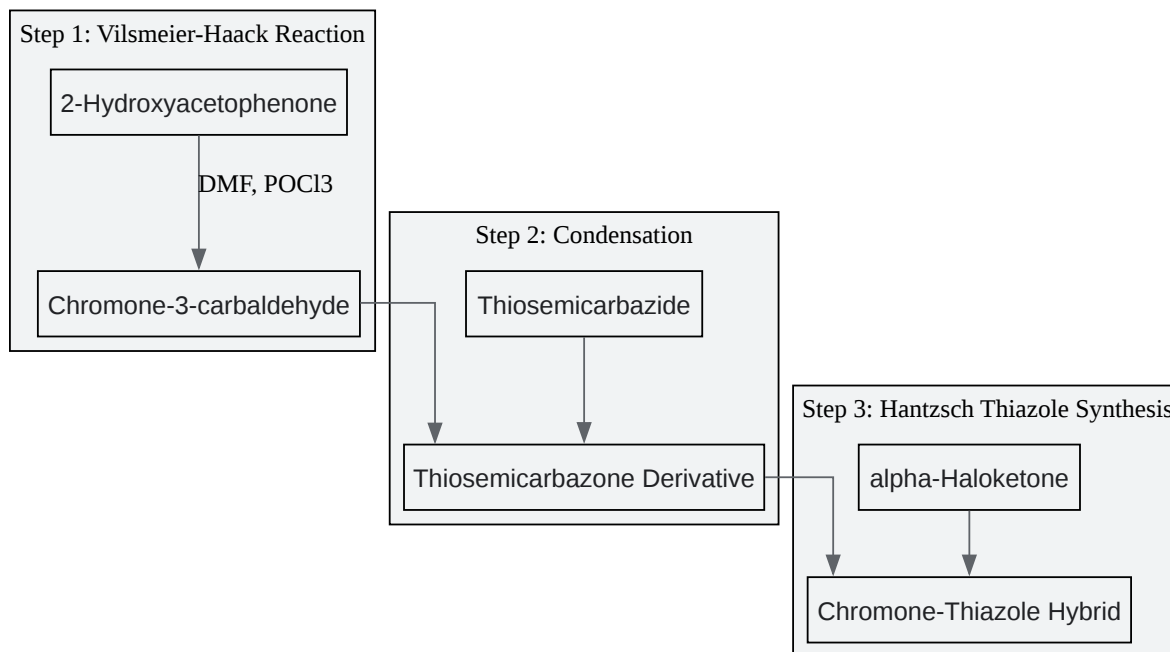 Step 1: Vilsmeier-Haack Reaction
2-Hydroxyacetophenone
DMF, POCl3
Chromone-3-carbaldehyde
Step 2: Condensation
Thiosemicarbazide
Thiosemicarbazone Derivative
Step 3: Hantzsch Thiazole Synthesis
alpha-Haloketone
Chromone-Thiazole Hybrid